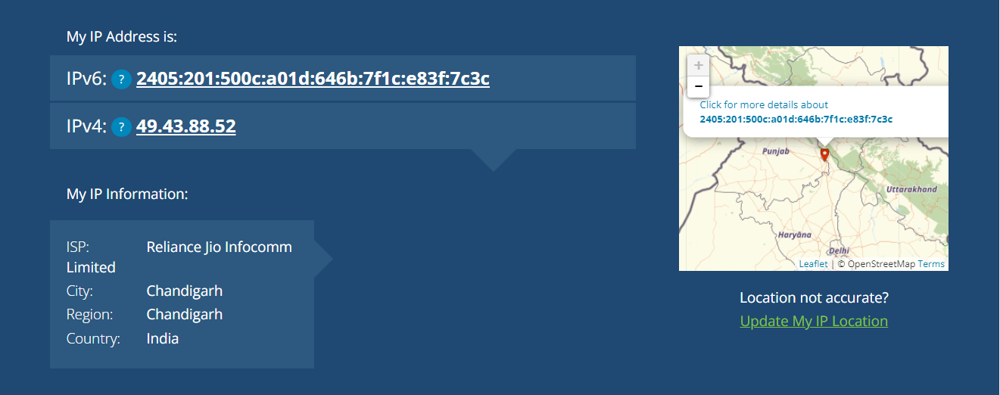 My IP Address is:
IPv6: ? 2405:201:500c:a01d:646b:7f1c:e83f:7c3c
IPv4: ? 49.43.88.52
My IP Information:
ISP: Reliance Jio Infocomm
Limited
City: Chandigarh
Region: Chandigarh
Country: India
+
−
Click for more details about
2405:201:500c:a01d:646b:7f1c:e83f:7c3c
Punjab
Uttarakhand
Haryāna
Delhi
Leaflet | © OpenStreetMap Terms
Location not accurate?
Update My IP Location